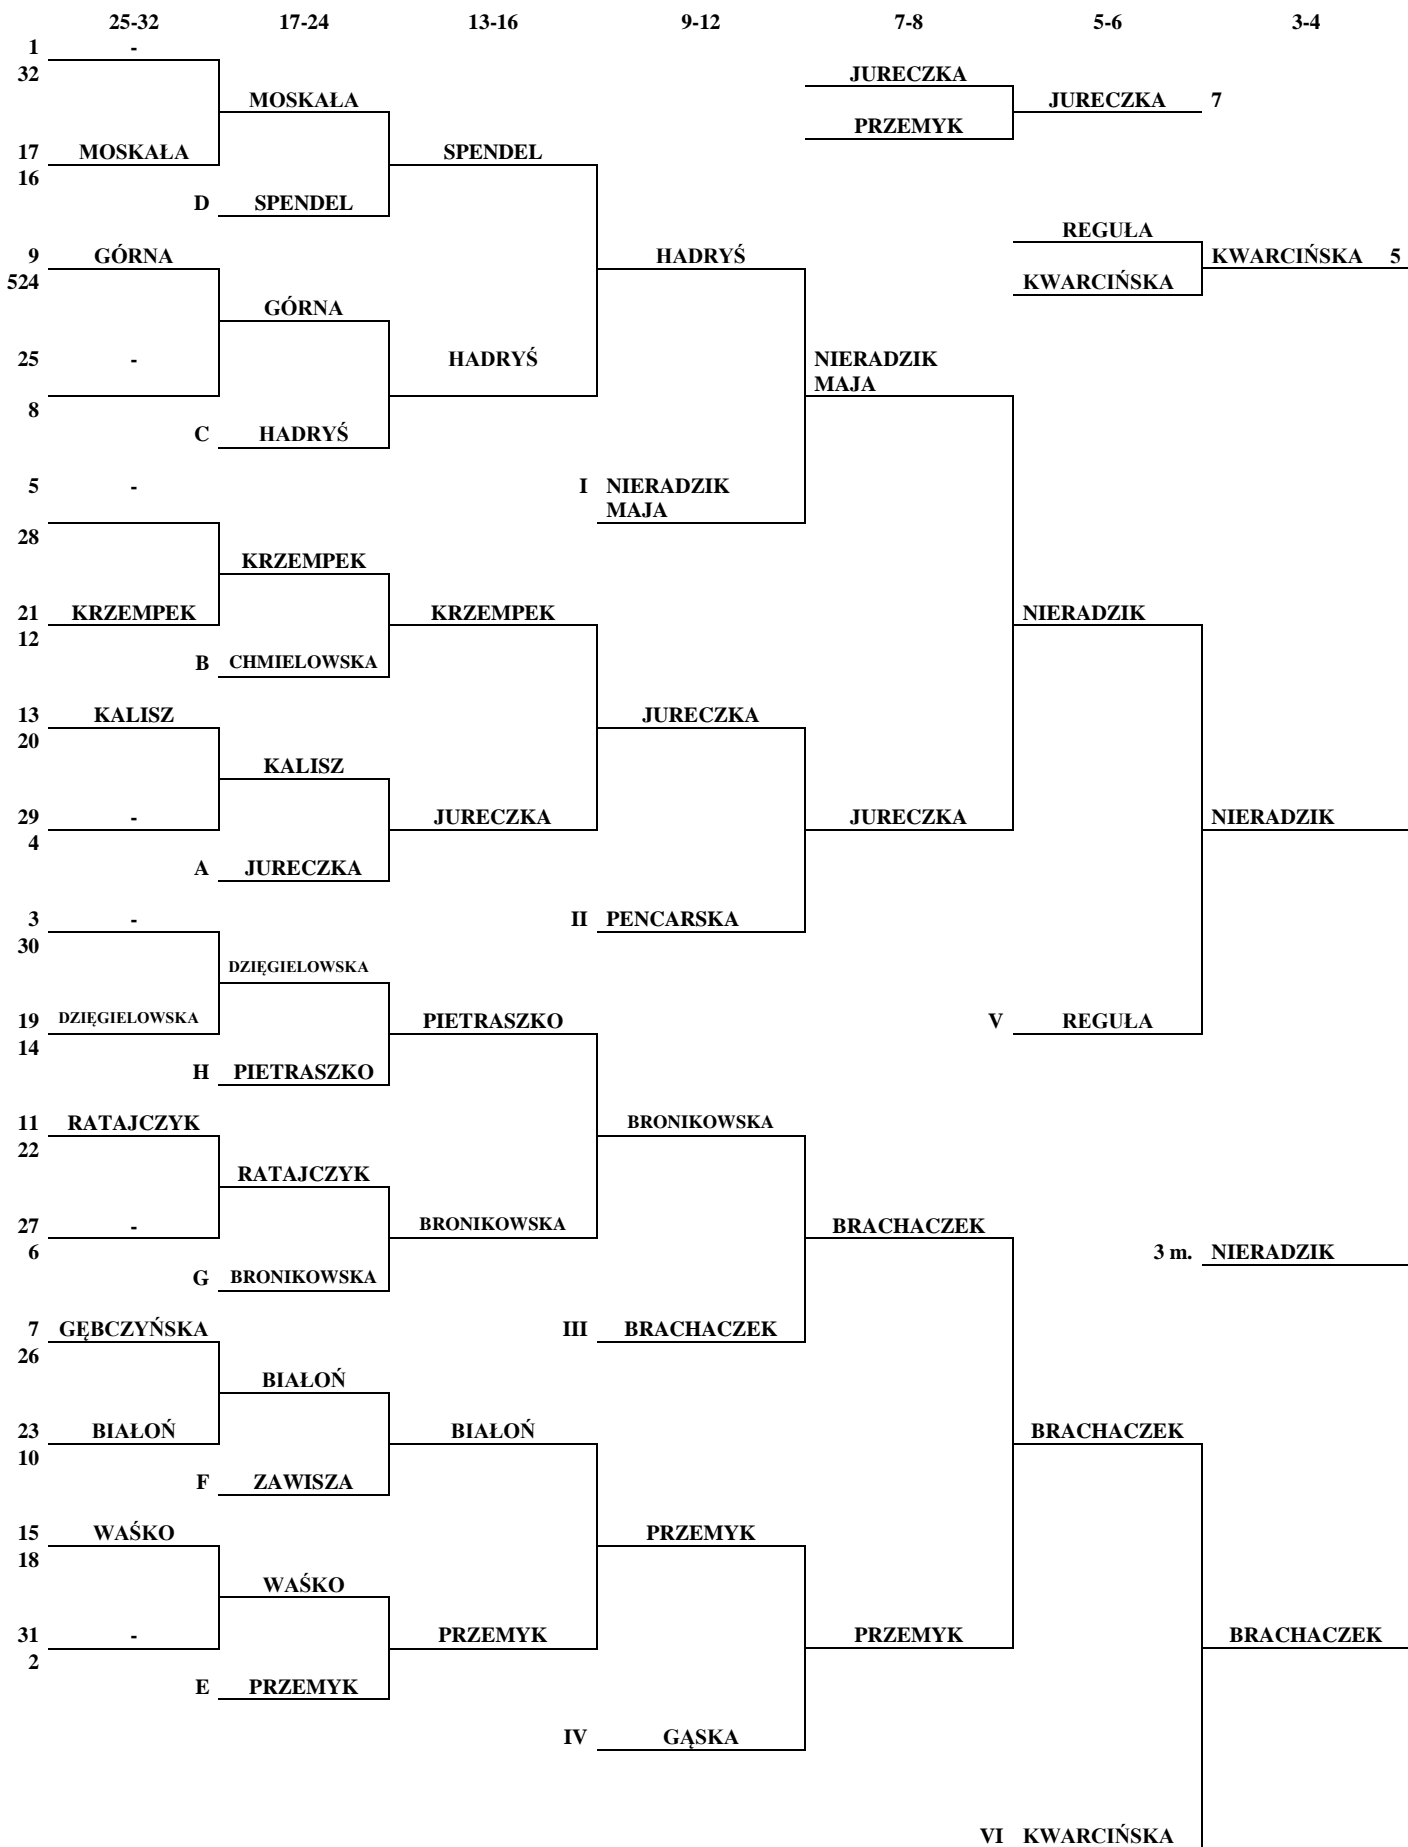 25-32 17-24 13-16 9-12 7-8 5-6 3-4
1 -
32 JURECZKA
MOSKAŁA JURECZKA 7
PRZEMYK
17 MOSKAŁA SPENDEL
16
D SPENDEL
REGUŁA
9 GÓRNA HADRYŚ KWARCIŃSKA 5
524 KWARCIŃSKA
GÓRNA
25 - HADRYŚ NIERADZIK
MAJA
8
C HADRYŚ
5 - I NIERADZIK
MAJA
28
KRZEMPEK
21 KRZEMPEK KRZEMPEK NIERADZIK
12
B CHMIELOWSKA
13 KALISZ JURECZKA
20
KALISZ
29 - JURECZKA JURECZKA NIERADZIK
4
A JURECZKA
3 - II PENCARSKA
30
DZIĘGIELOWSKA
19 DZIĘGIELOWSKA PIETRASZKO V REGUŁA
14
H PIETRASZKO
11 RATAJCZYK BRONIKOWSKA
22
RATAJCZYK
27 - BRONIKOWSKA BRACHACZEK
6 3 m. NIERADZIK
G BRONIKOWSKA
7 GĘBCZYŃSKA III BRACHACZEK
26
BIAŁOŃ
23 BIAŁOŃ BIAŁOŃ BRACHACZEK
10
F ZAWISZA
15 WAŚKO PRZEMYK
18
WAŚKO
31 - PRZEMYK PRZEMYK BRACHACZEK
2
E PRZEMYK
IV GĄSKA
VI KWARCIŃSKA